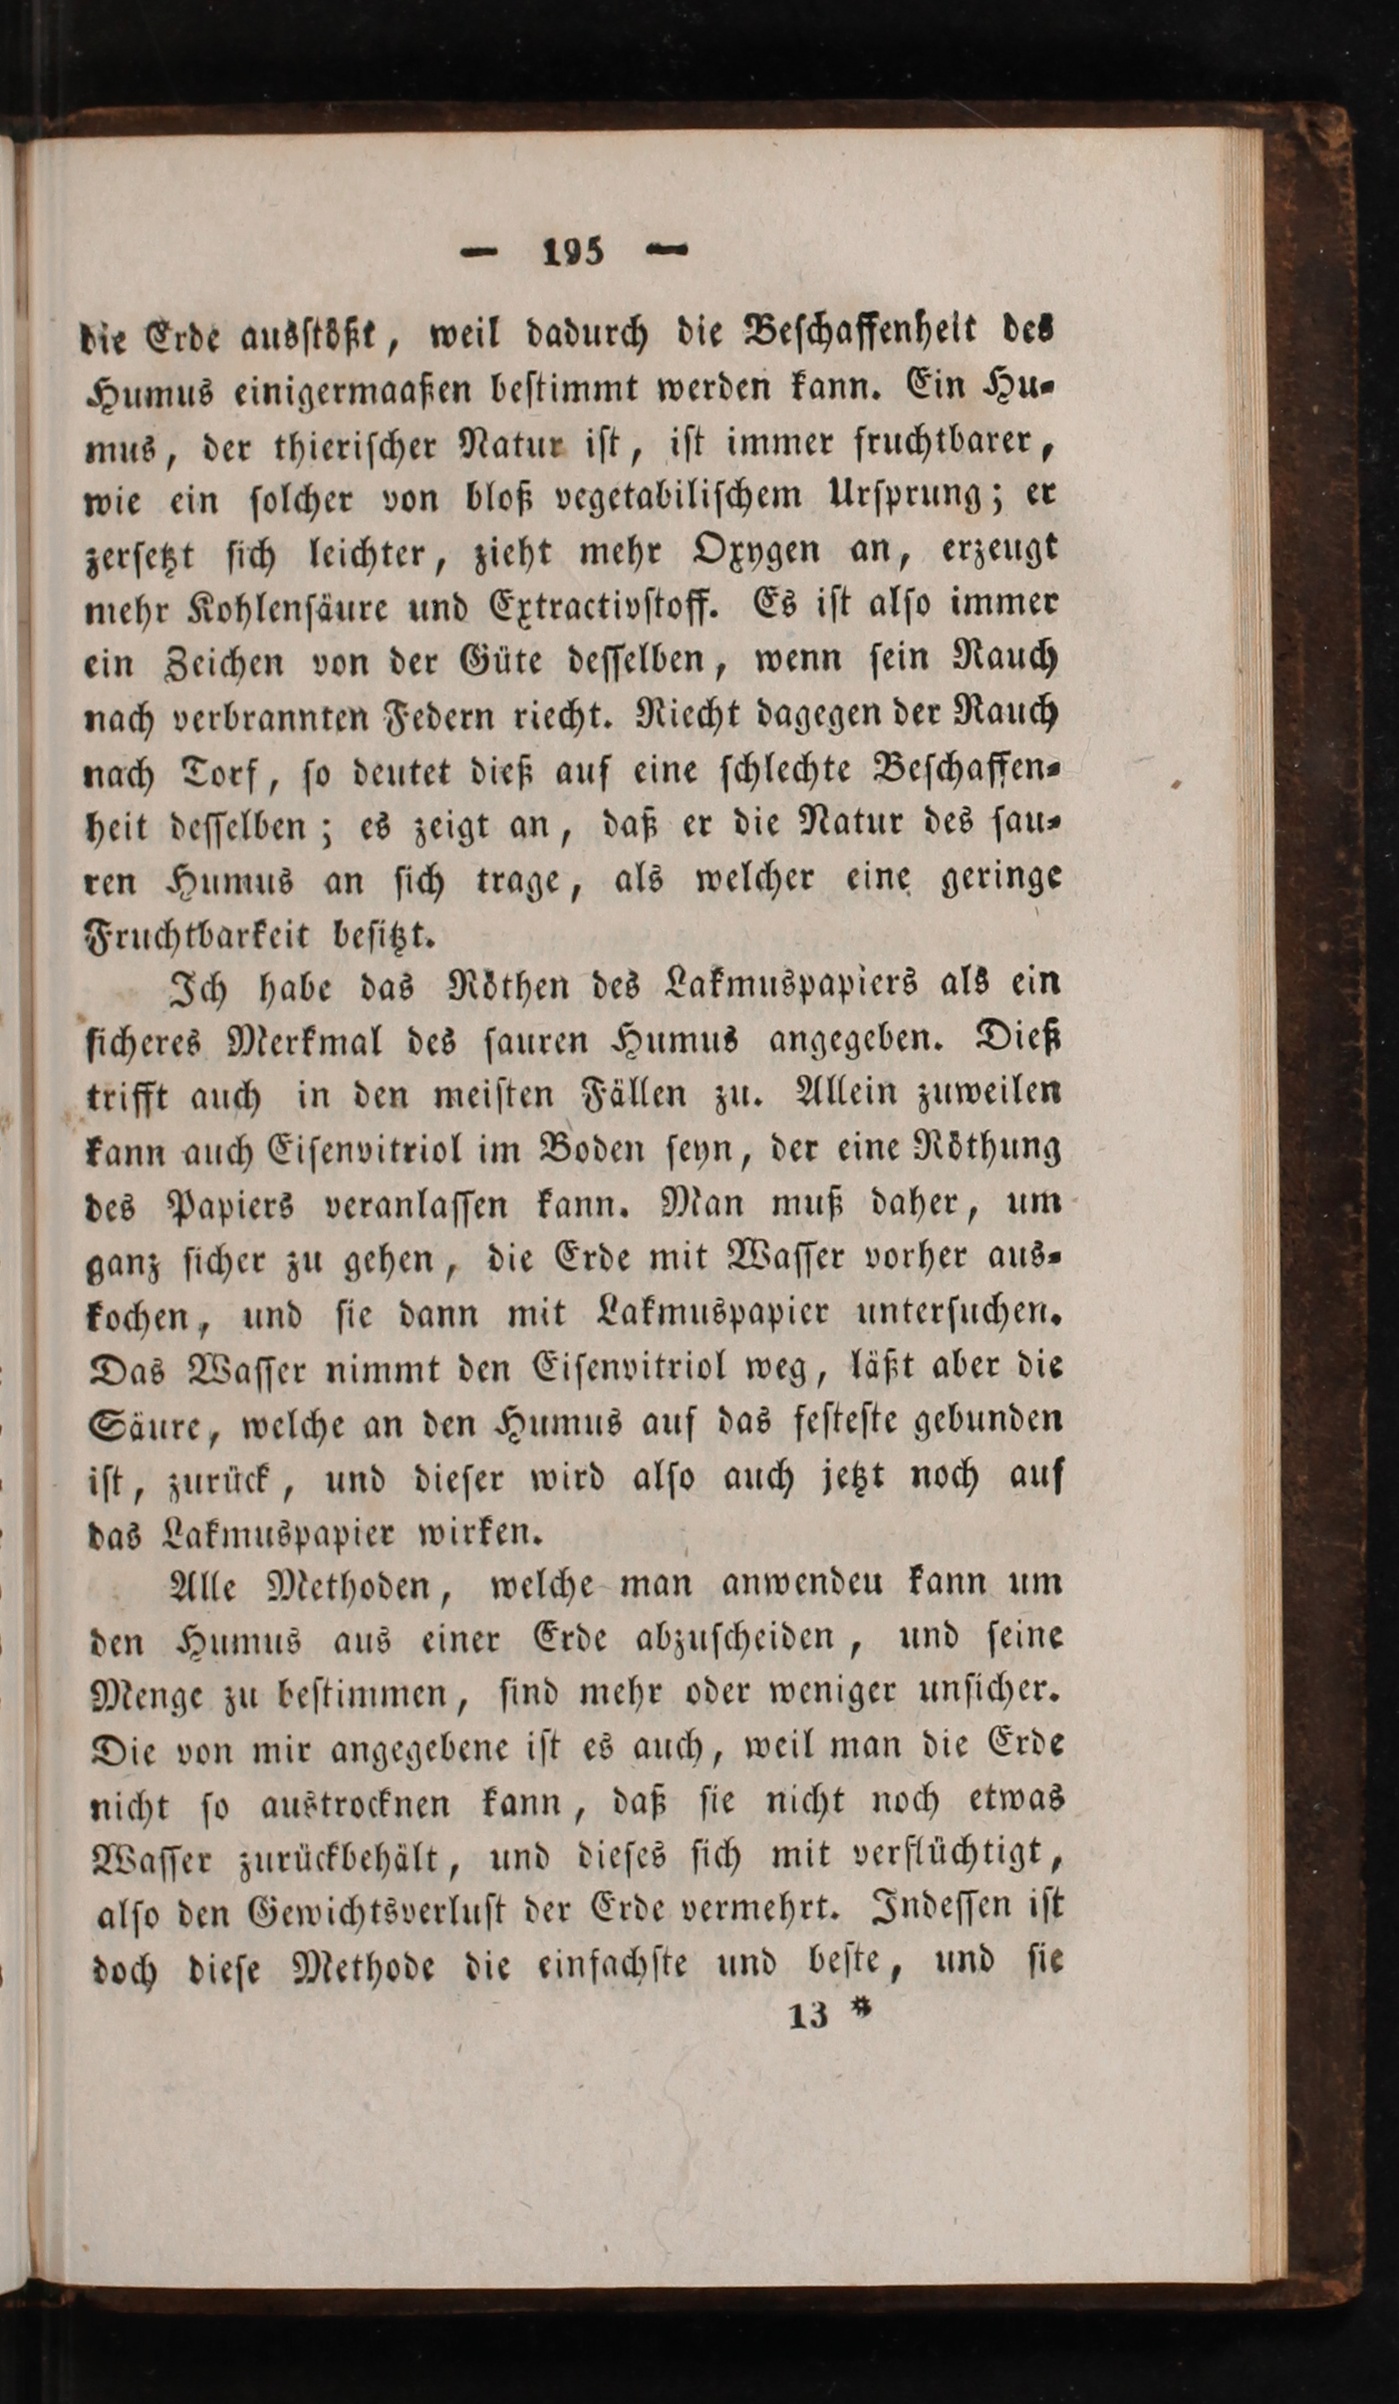 — 195 —
die Erde ausſtößt, weil dadurch die Beſchaffenheit des
Humus einigermaaßen beſtimmt werden kann. Ein Hu⸗
mus, der thieriſcher Natur iſt, iſt immer fruchtbarer,
wie ein ſolcher von bloß vegetabiliſchem Urſprung; er
zerſetzt ſich leichter, zieht mehr Oxygen an, erzeugt
mehr Kohlenſäure und Extractivſtoff. Es iſt alſo immer
ein Zeichen von der Güte deſſelben, wenn ſein Rauch
nach verbrannten Federn riecht. Riecht dagegen der Rauch
nach Torf, ſo deutet dieß auf eine ſchlechte Beſchaffen⸗
heit deſſelben; es zeigt an, daß er die Natur des ſau⸗
ren Humus an ſich trage, als welcher eine geringe
Fruchtbarkeit beſitzt.
Ich habe das Röthen des Lakmuspapiers als ein
ſicheres Merkmal des ſauren Humus angegeben. Dieß
trifft auch in den meiſten Fällen zu. Allein zuweilen
kann auch Eiſenvitriol im Boden ſeyn, der eine Röthung
des Papiers veranlaſſen kann. Man muß daher, um
ganz ſicher zu gehen, die Erde mit Waſſer vorher aus⸗
kochen, und ſie dann mit Lakmuspapier unterſuchen.
Das Waſſer nimmt den Eiſenvitriol weg, läßt aber die
Säure, welche an den Humus auf das feſteſte gebunden
iſt, zurück, und dieſer wird alſo auch jetzt noch auf
das Lakmuspapier wirken.
Alle Methoden, welche man anwendeu kann um
den Humus aus einer Erde abzuſcheiden, und ſeine
Menge zu beſtimmen, ſind mehr oder weniger unſicher.
Die von mir angegebene iſt es auch, weil man die Erde
nicht ſo austrocknen kann, daß ſie nicht noch etwas
Waſſer zurückbehält, und dieſes ſich mit verflüchtigt,
alſo den Gewichtsverluſt der Erde vermehrt. Indeſſen iſt
doch dieſe Methode die einfachſte und beſte, und ſie
13 *